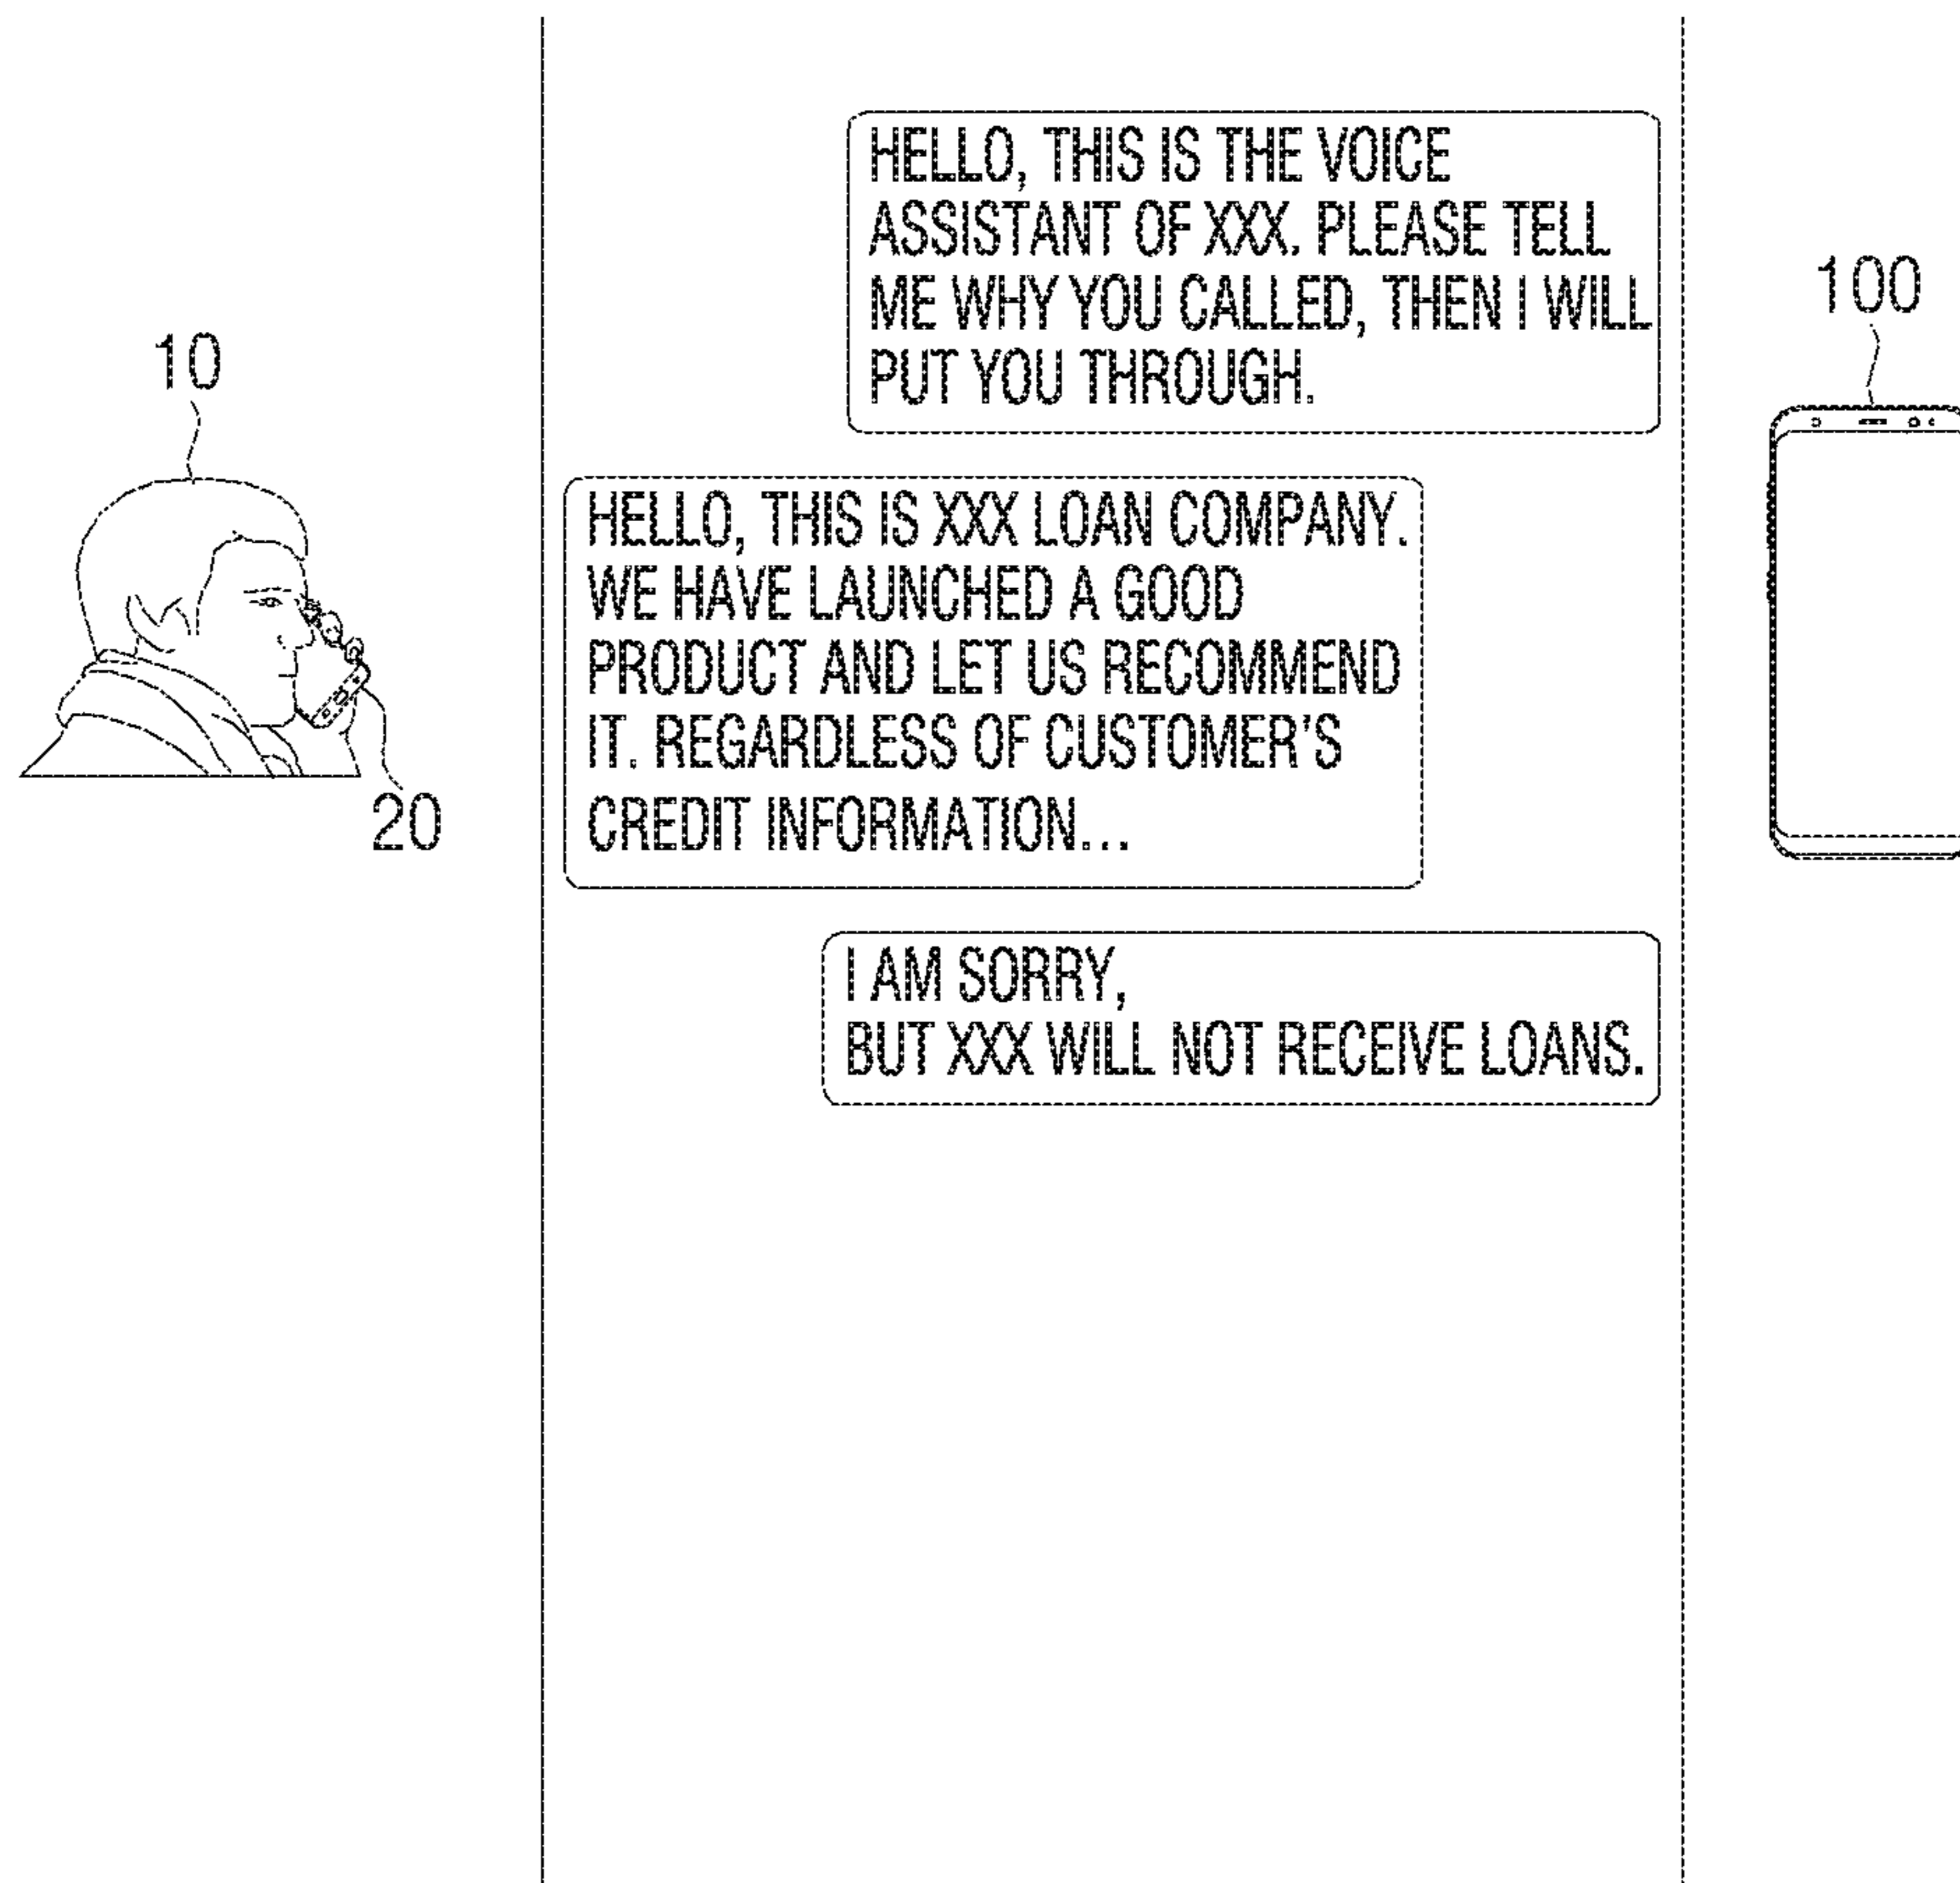 HELLO, THIS IS THE VOICE
ASSISTANT OF XXX. PLEASE TELL
ME WHY YOU CALLED, THEN I WILL
PUT YOU THROUGH.
100
10
HELLO, THIS IS XXX LOAN COMPANY.
WE HAVE LAUNCHED A GOOD
PRODUCT AND LET US RECOMMEND
IT. REGARDLESS OF CUSTOMER'S
CREDIT INFORMATION...
20
I AM SORRY,
BUT XXX WILL NOT RECEIVE LOANS.